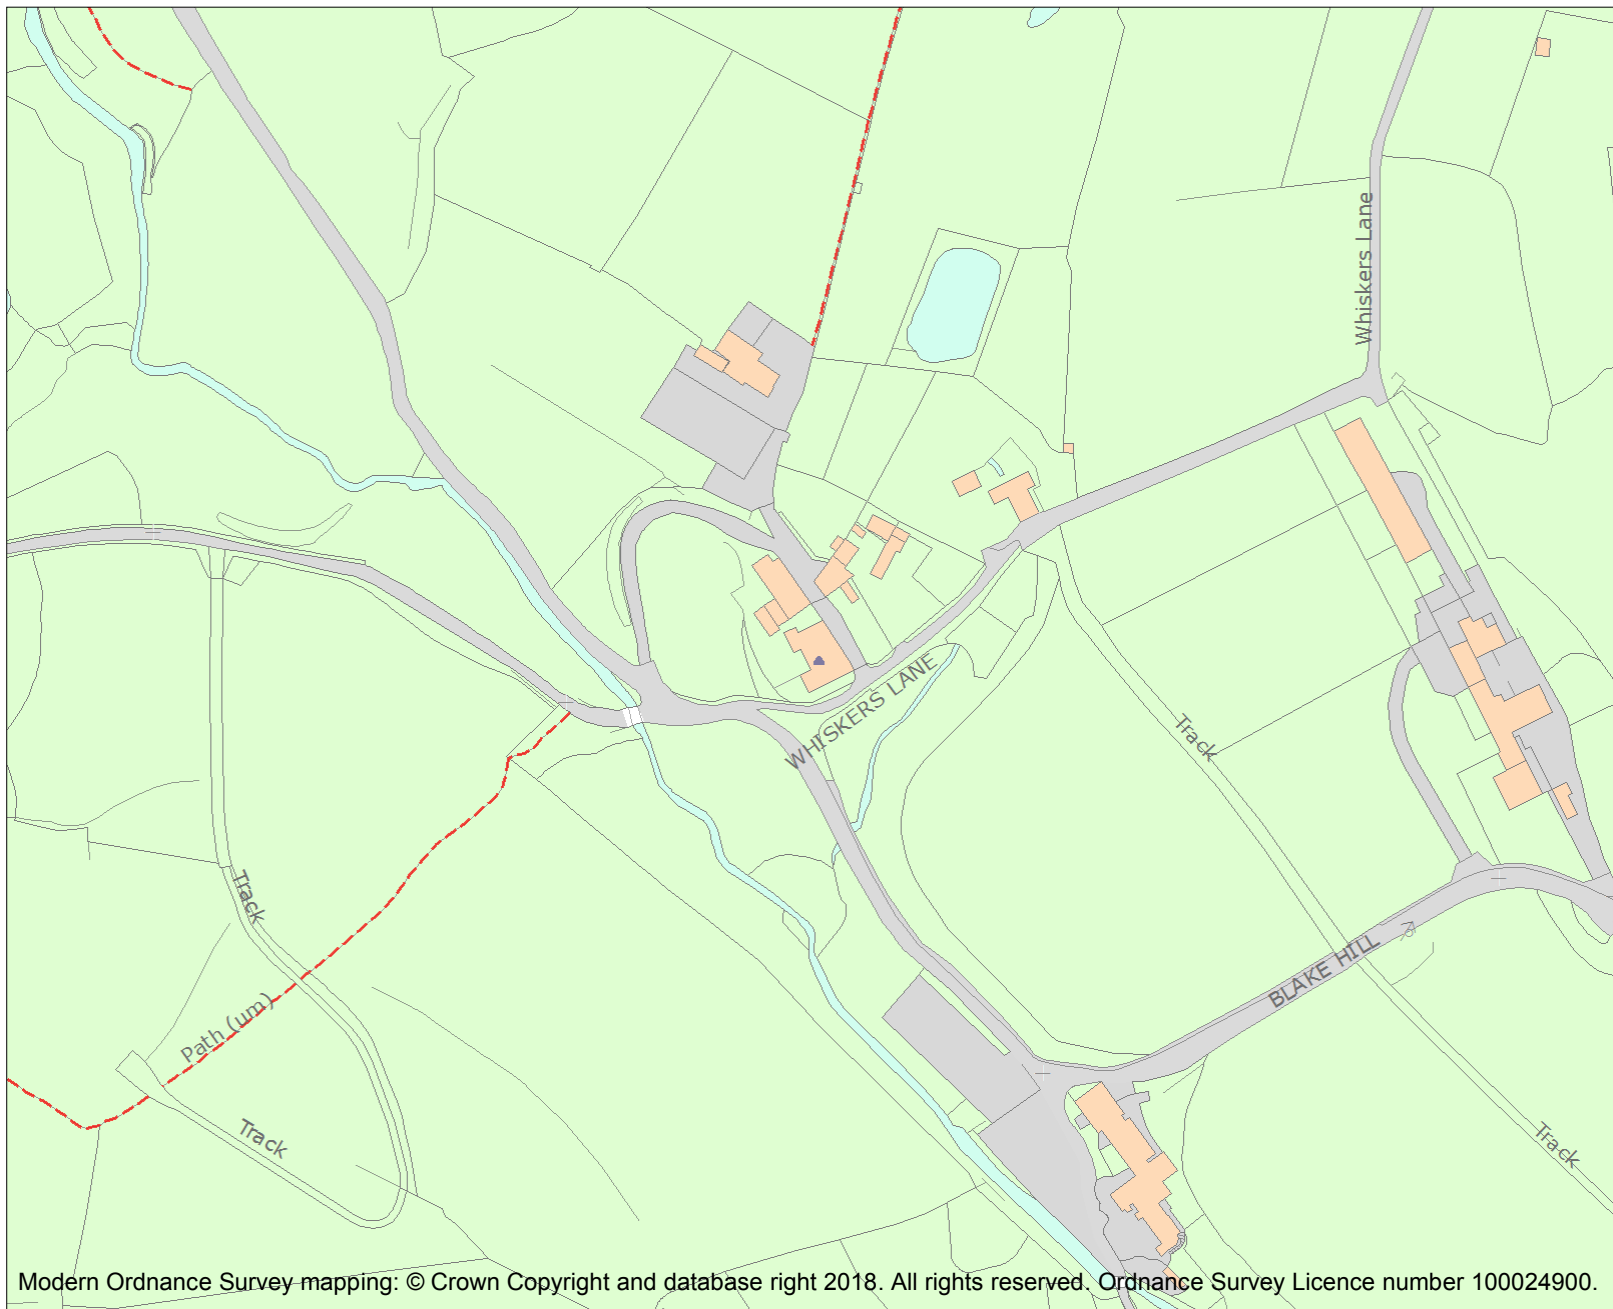 Whiskers Lane
WHISKERS LANE
Track
Track
BLAKE HILL
Path (um)
Track
Track
Modern Ordnance Survey mapping: © Crown Copyright and database right 2018. All rights reserved. Ordnance Survey Licence number 100024900.